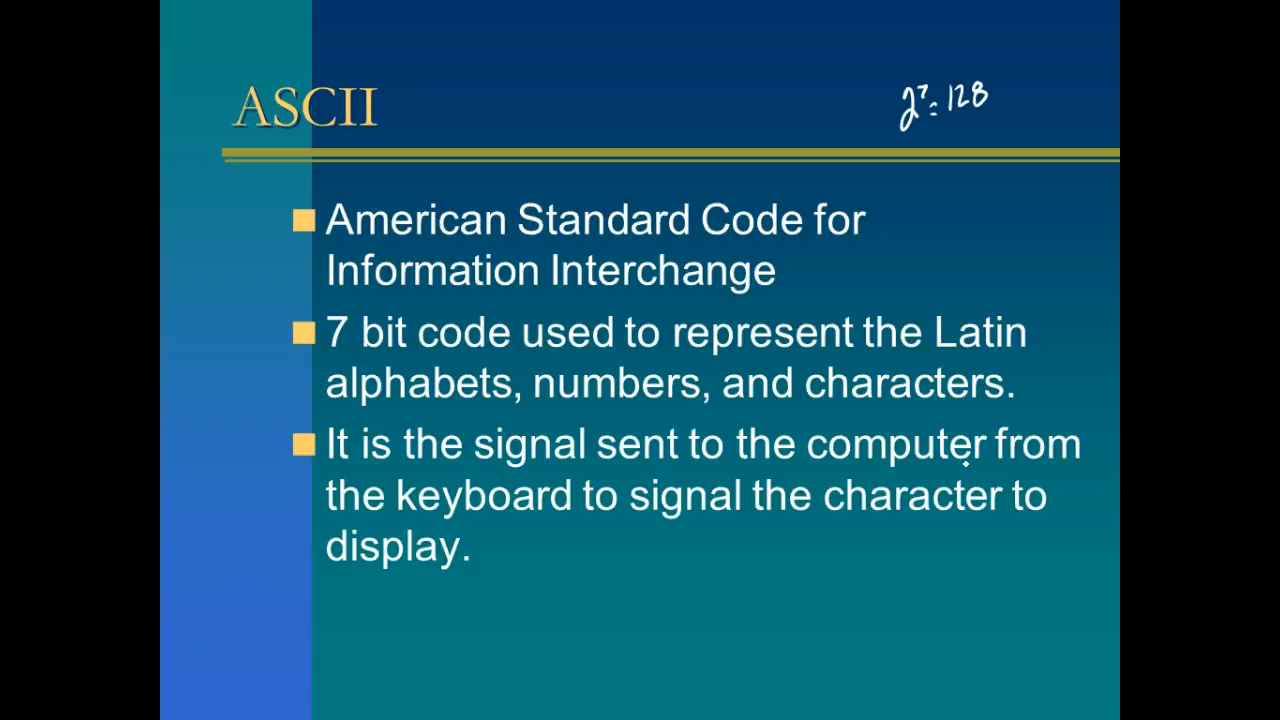 ASCII
2⁷ = 128
American Standard Code for
Information Interchange
7 bit code used to represent the Latin
alphabets, numbers, and characters.
It is the signal sent to the computer from
the keyboard to signal the character to
display.